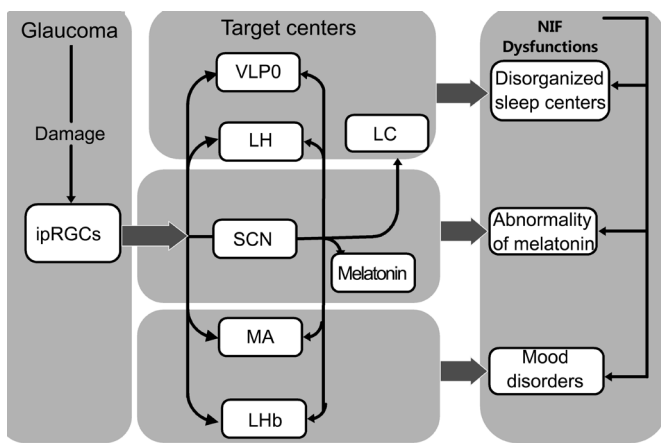 Glaucoma
Damage
ipRGCs
Target centers
VLP0
LH
LC
SCN
Melatonin
MA
LHb
NIF
Dysfunctions
Disorganized
sleep centers
Abnormality
of melatonin
Mood
disorders